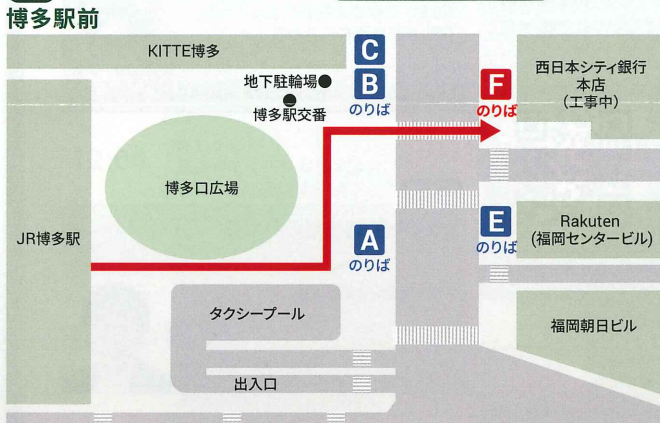 博多駅前
KITTE博多
C
B
のりば
地下駐輪場
博多駅交番
F
のりば
西日本シティ銀行
本店
(工事中)
博多口広場
JR博多駅
A
のりば
E
のりば
Rakuten
(福岡センタービル)
タクシープール
福岡朝日ビル
出入口